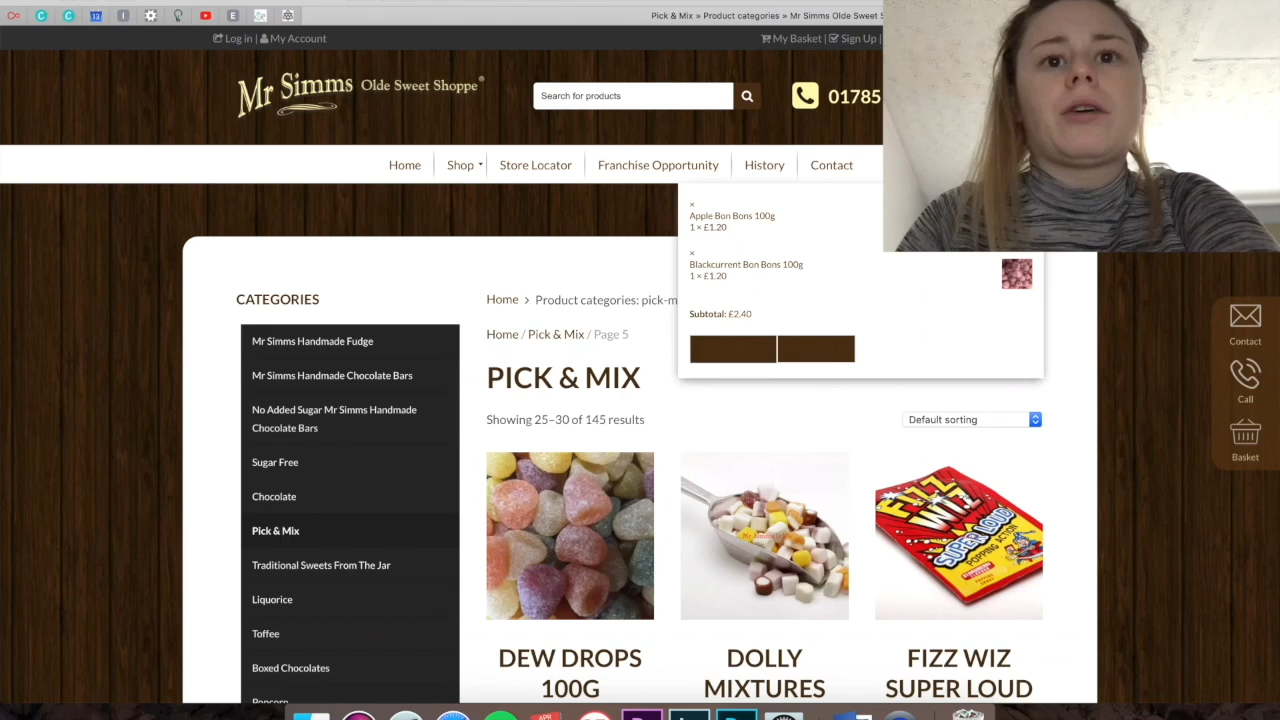 Pick & Mix » Product categories » Mr Simms Olde Sweet S
Log in | My Account
My Basket | Sign Up |
Mr Simms Olde Sweet Shoppe®
Search for products
01785
Home
Shop
Store Locator
Franchise Opportunity
History
Contact
×
Apple Bon Bons 100g
1 × £1.20
×
Blackcurrent Bon Bons 100g
1 × £1.20
Subtotal: £2.40
CATEGORIES
Mr Simms Handmade Fudge
Mr Simms Handmade Chocolate Bars
No Added Sugar Mr Simms Handmade
Chocolate Bars
Sugar Free
Chocolate
Pick & Mix
Traditional Sweets From The Jar
Liquorice
Toffee
Boxed Chocolates
Popcorn
Home > Product categories: pick-m
Home / Pick & Mix / Page 5
PICK & MIX
Showing 25–30 of 145 results
Default sorting
Contact
Call
Basket
FIZZ
WIZ
SUPER LOUD
POPPING ACTION
DEW DROPS
100G
DOLLY
MIXTURES
FIZZ WIZ
SUPER LOUD